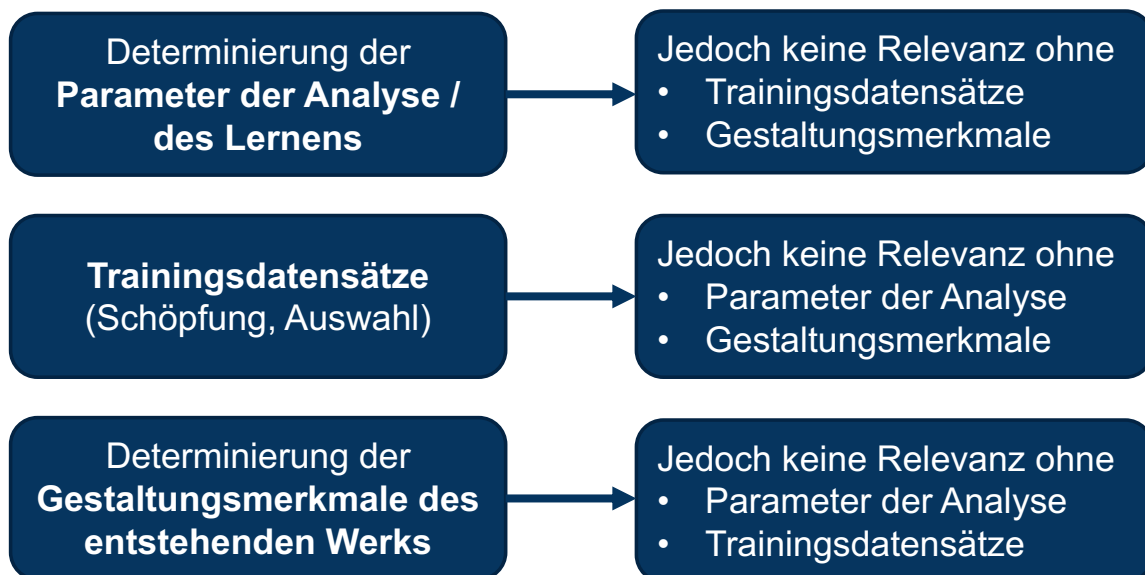 Determinierung der
Parameter der Analyse /
des Lernens
Jedoch keine Relevanz ohne
• Trainingsdatensätze
• Gestaltungsmerkmale
Trainingsdatensätze
(Schöpfung, Auswahl)
Jedoch keine Relevanz ohne
• Parameter der Analyse
• Gestaltungsmerkmale
Determinierung der
Gestaltungsmerkmale des
entstehenden Werks
Jedoch keine Relevanz ohne
• Parameter der Analyse
• Trainingsdatensätze